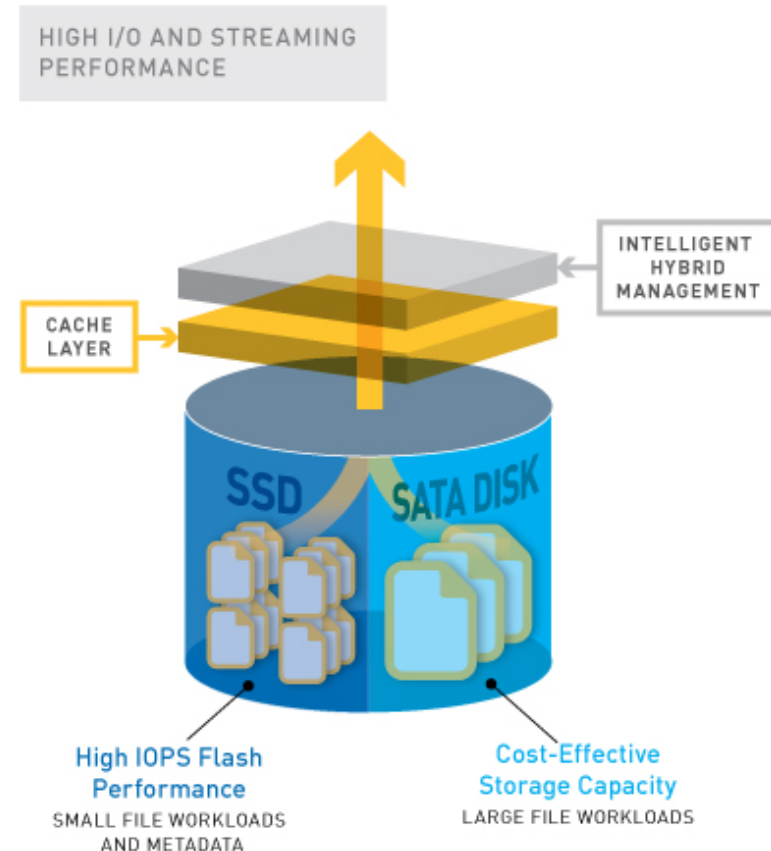 HIGH I/O AND STREAMING
PERFORMANCE
INTELLIGENT
HYBRID
MANAGEMENT
CACHE
LAYER
SSD
SATA DISK
High IOPS Flash
Performance
SMALL FILE WORKLOADS
AND METADATA
Cost-Effective
Storage Capacity
LARGE FILE WORKLOADS